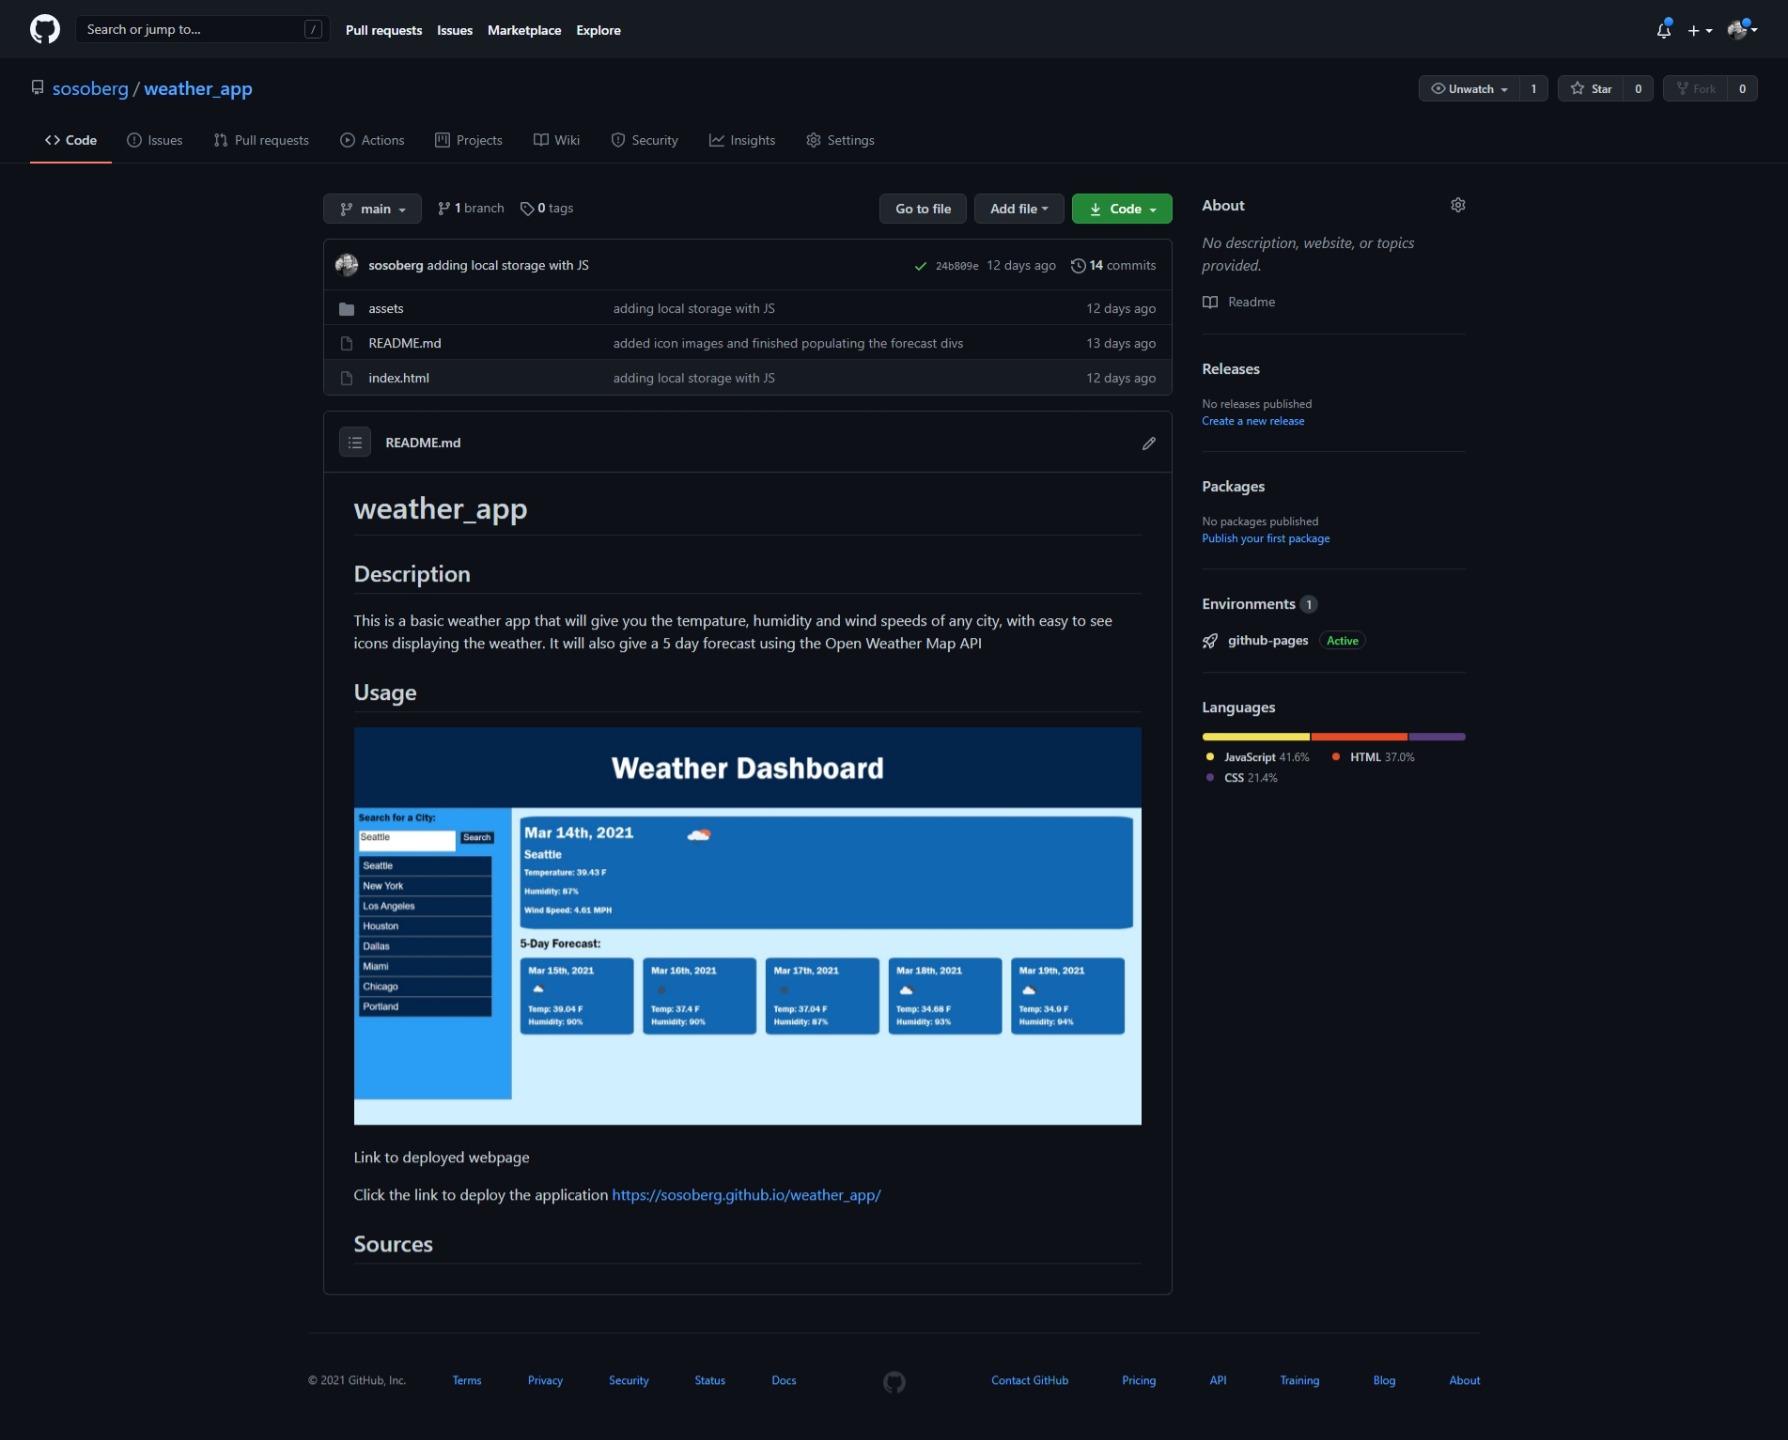 Search or jump to... /
Pull requests Issues Marketplace Explore
sosoberg / weather_app
Unwatch 1 Star 0 Fork 0
Code Issues Pull requests Actions Projects Wiki Security Insights Settings
main 1 branch 0 tags
Go to file Add file Code
sosoberg adding local storage with JS 24b809e 12 days ago 14 commits
assets adding local storage with JS 12 days ago
README.md added icon images and finished populating the forecast divs 13 days ago
index.html adding local storage with JS 12 days ago
README.md
weather_app
Description
This is a basic weather app that will give you the tempature, humidity and wind speeds of any city, with easy to see
icons displaying the weather. It will also give a 5 day forecast using the Open Weather Map API
Usage
Weather Dashboard
Search for a City:
Seattle Search
Seattle
New York
Los Angeles
Houston
Dallas
Miami
Chicago
Portland
Mar 14th, 2021
Seattle
Temperature: 39.43 F
Humidity: 87%
Wind Speed: 4.61 MPH
5-Day Forecast:
Mar 15th, 2021
Temp: 39.04 F
Humidity: 90%
Mar 16th, 2021
Temp: 37.4 F
Humidity: 90%
Mar 17th, 2021
Temp: 37.04 F
Humidity: 87%
Mar 18th, 2021
Temp: 34.68 F
Humidity: 93%
Mar 19th, 2021
Temp: 34.9 F
Humidity: 94%
Link to deployed webpage
Click the link to deploy the application https://sosoberg.github.io/weather_app/
Sources
About
No description, website, or topics
provided.
Readme
Releases
No releases published
Create a new release
Packages
No packages published
Publish your first package
Environments 1
github-pages Active
Languages
JavaScript 41.6% HTML 37.0%
CSS 21.4%
© 2021 GitHub, Inc. Terms Privacy Security Status Docs Contact GitHub Pricing API Training Blog About